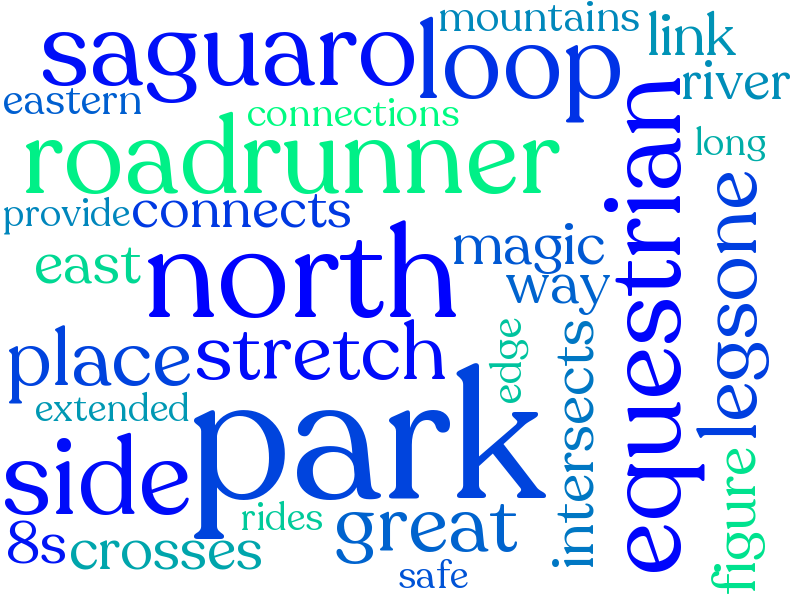 mountains
saguaro
loop
link
eastern
river
connections
roadrunner
long
provide
connects
equestrian
legsone
east
north
magic
way
place
stretch
edge
intersects
extended
park
side
figure
rides
great
8s
crosses
safe